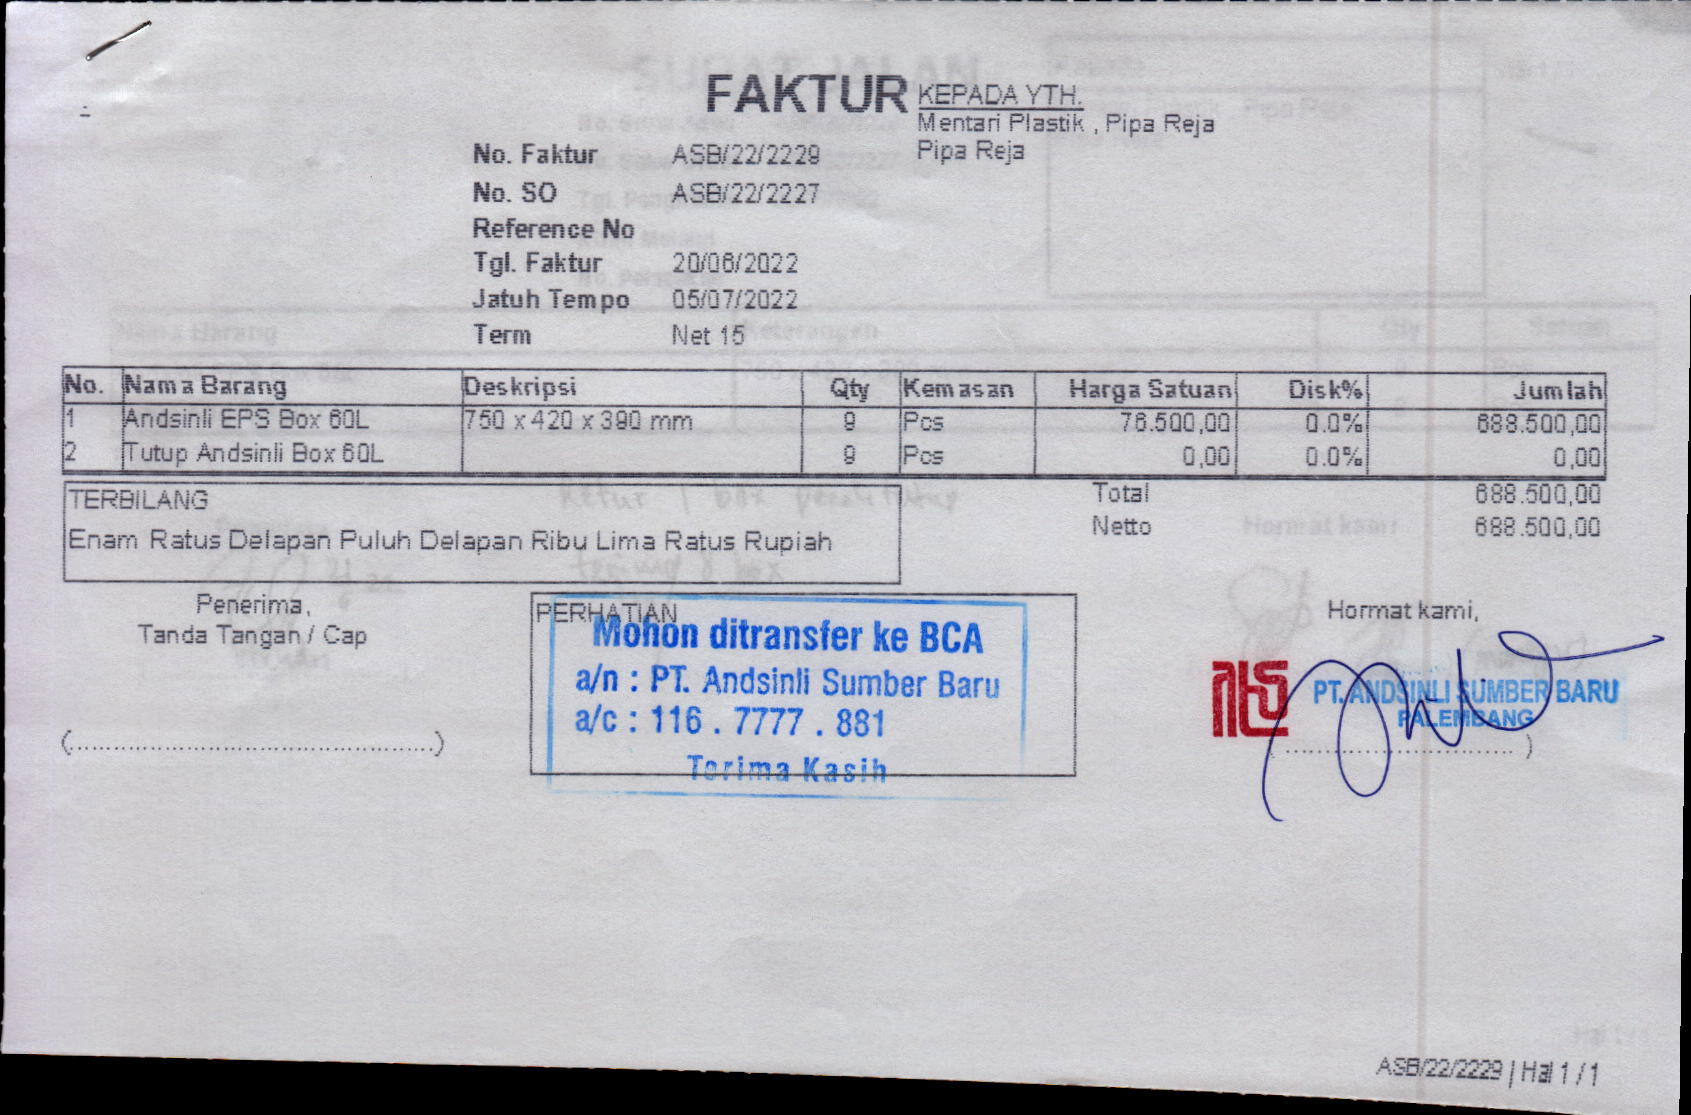 FAKTUR
KEPADA YTH.
Mentari Plastik , Pipa Reja
Pipa Reja
No. Faktur ASB/22/2229
No. SO ASB/22/2227
Reference No
Tgl. Faktur 20/06/2022
Jatuh Tempo 05/07/2022
Term Net 15
No. Nama Barang Deskripsi Qty Kemasan Harga Satuan Disk% Jumlah
1 Andsinli EPS Box 60L 750 x 420 x 390 mm 9 Pcs 76.500,00 0.0% 688.500,00
2 Tutup Andsinli Box 60L 9 Pcs 0,00 0.0% 0,00
TERBILANG
Enam Ratus Delapan Puluh Delapan Ribu Lima Ratus Rupiah
Total 688.500,00
Netto 688.500,00
Penerima,
Tanda Tangan / Cap
(..............................................)
PERHATIAN
Mohon ditransfer ke BCA
a/n : PT. Andsinli Sumber Baru
a/c : 116 . 7777 . 881
Terima Kasih
Hormat kami,
PT. ANDSINLI SUMBER BARU
PALEMBANG
ASB/22/2229 | Hal 1 / 1